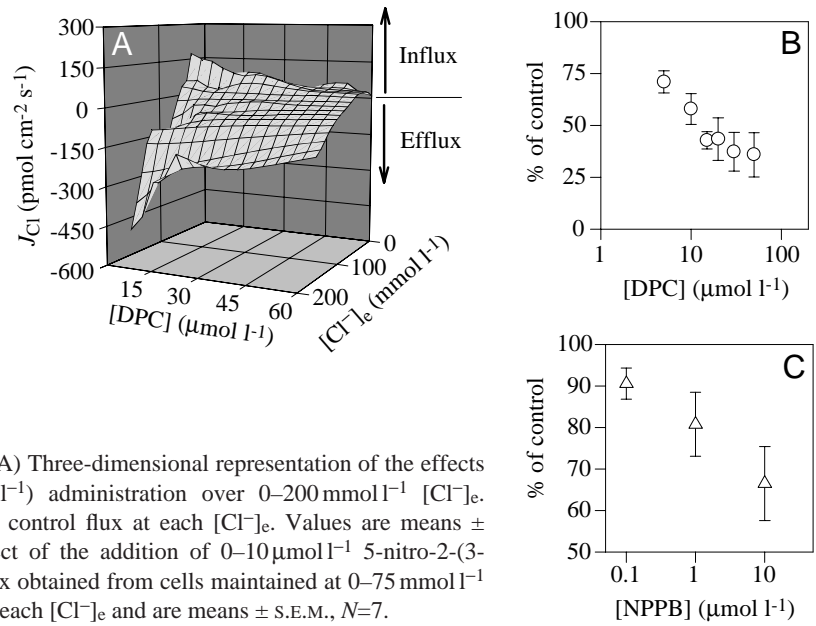 A
300
150
0
-150
-300
-450
-600
J_Cl (pmol cm⁻² s⁻¹)
15
30
45
60
[DPC] (µmol l⁻¹)
0
100
200
[Cl⁻]e (mmol l⁻¹)
Influx
Efflux
B
100
75
50
25
0
% of control
1
10
100
[DPC] (µmol l⁻¹)
C
100
90
80
70
60
50
% of control
0.1
1
10
[NPPB] (µmol l⁻¹)
A) Three-dimensional representation of the effects
l⁻¹) administration over 0–200 mmol l⁻¹ [Cl⁻]e.
control flux at each [Cl⁻]e. Values are means ±
ct of the addition of 0–10 µmol l⁻¹ 5-nitro-2-(3-
x obtained from cells maintained at 0–75 mmol l⁻¹
each [Cl⁻]e and are means ± S.E.M., N=7.